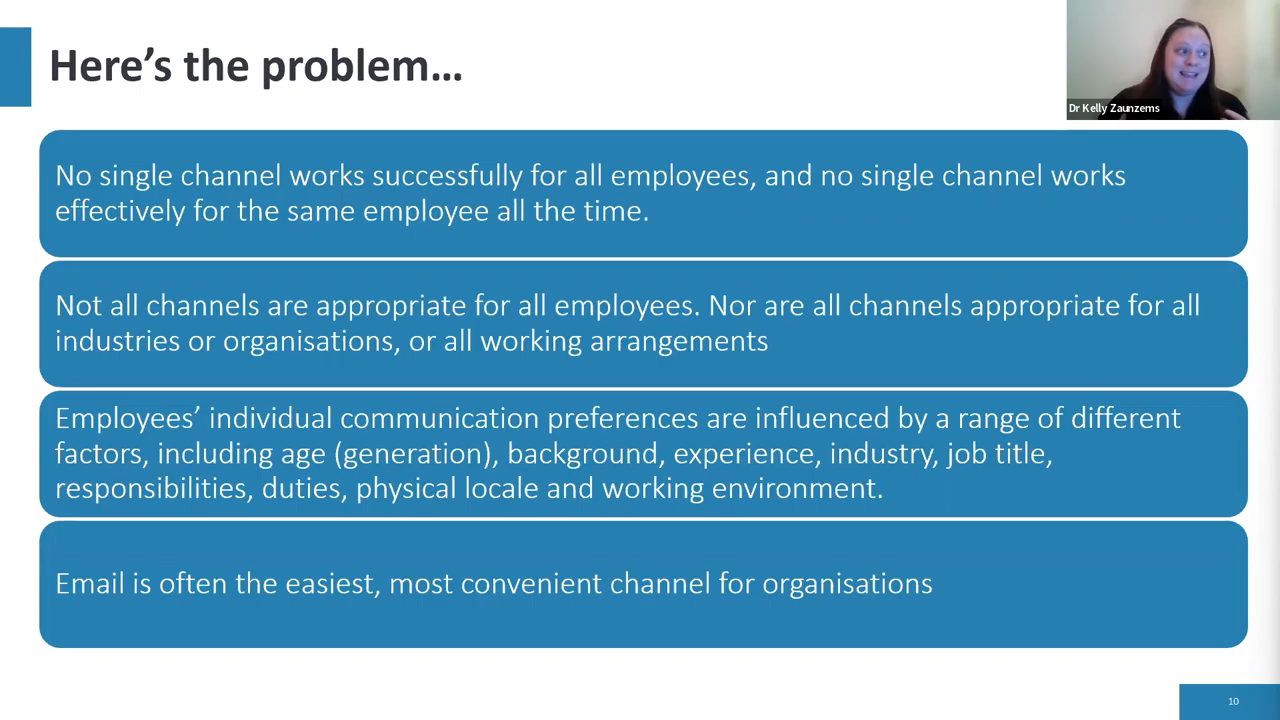 Here’s the problem…
Dr Kelly Zaunzems
No single channel works successfully for all employees, and no single channel works
effectively for the same employee all the time.
Not all channels are appropriate for all employees. Nor are all channels appropriate for all
industries or organisations, or all working arrangements
Employees’ individual communication preferences are influenced by a range of different
factors, including age (generation), background, experience, industry, job title,
responsibilities, duties, physical locale and working environment.
Email is often the easiest, most convenient channel for organisations
10